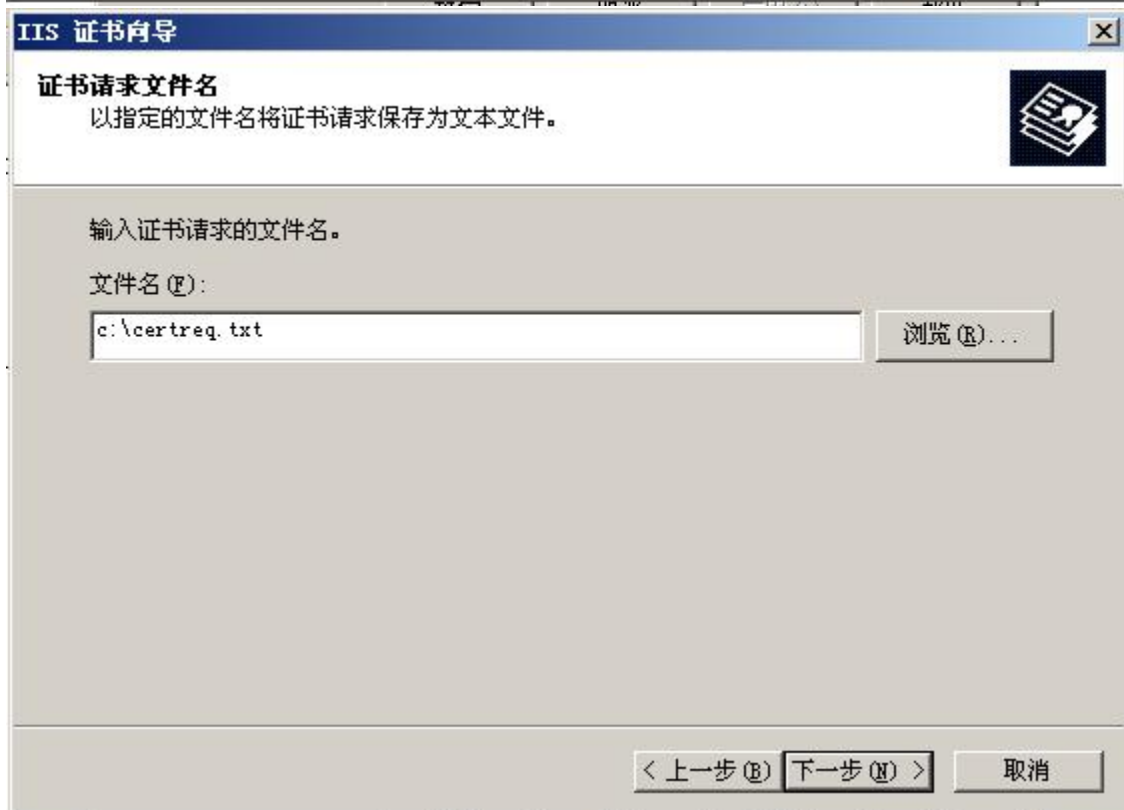 IIS 证书向导
证书请求文件名
以指定的文件名将证书请求保存为文本文件。
输入证书请求的文件名。
文件名(F):
c:\certreq.txt
浏览(R)...
< 上一步(B) 下一步(N) > 取消